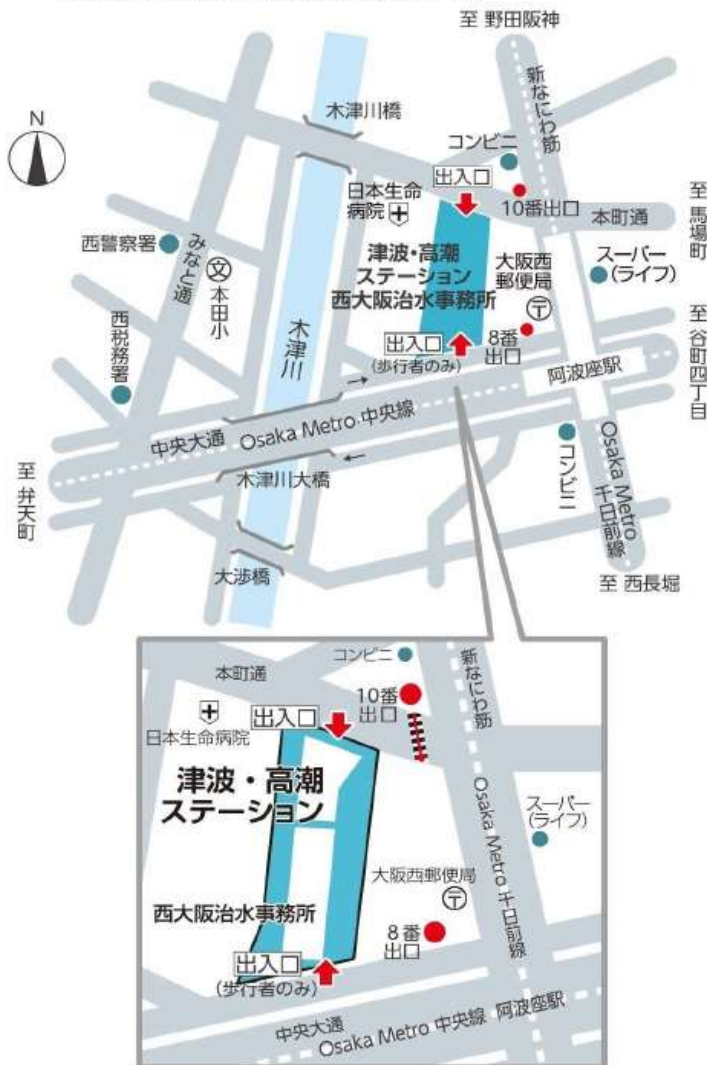 至 野田阪神
新なにわ筋
木津川橋
N
コンビニ
出入口
日本生命
病院
10番出口
本町通
至 馬場町
西警察署
みなと通
文
本田小
津波・高潮
ステーション
西大阪治水事務所
大阪西
郵便局
スーパー
(ライフ)
西税務署
木津川
出入口
(歩行者のみ)
8番
出口
至 谷町四丁目
阿波座駅
中央大通 Osaka Metro 中央線
コンビニ
Osaka Metro
千日前線
至 弁天町
木津川大橋
大渉橋
至 西長堀
コンビニ
本町通
新なにわ筋
10番
出口
出入口
日本生命病院
津波・高潮
ステーション
Osaka Metro 千日前線
スーパー
(ライフ)
大阪西郵便局
西大阪治水事務所
8番
出口
出入口
(歩行者のみ)
中央大通
Osaka Metro 中央線 阿波座駅